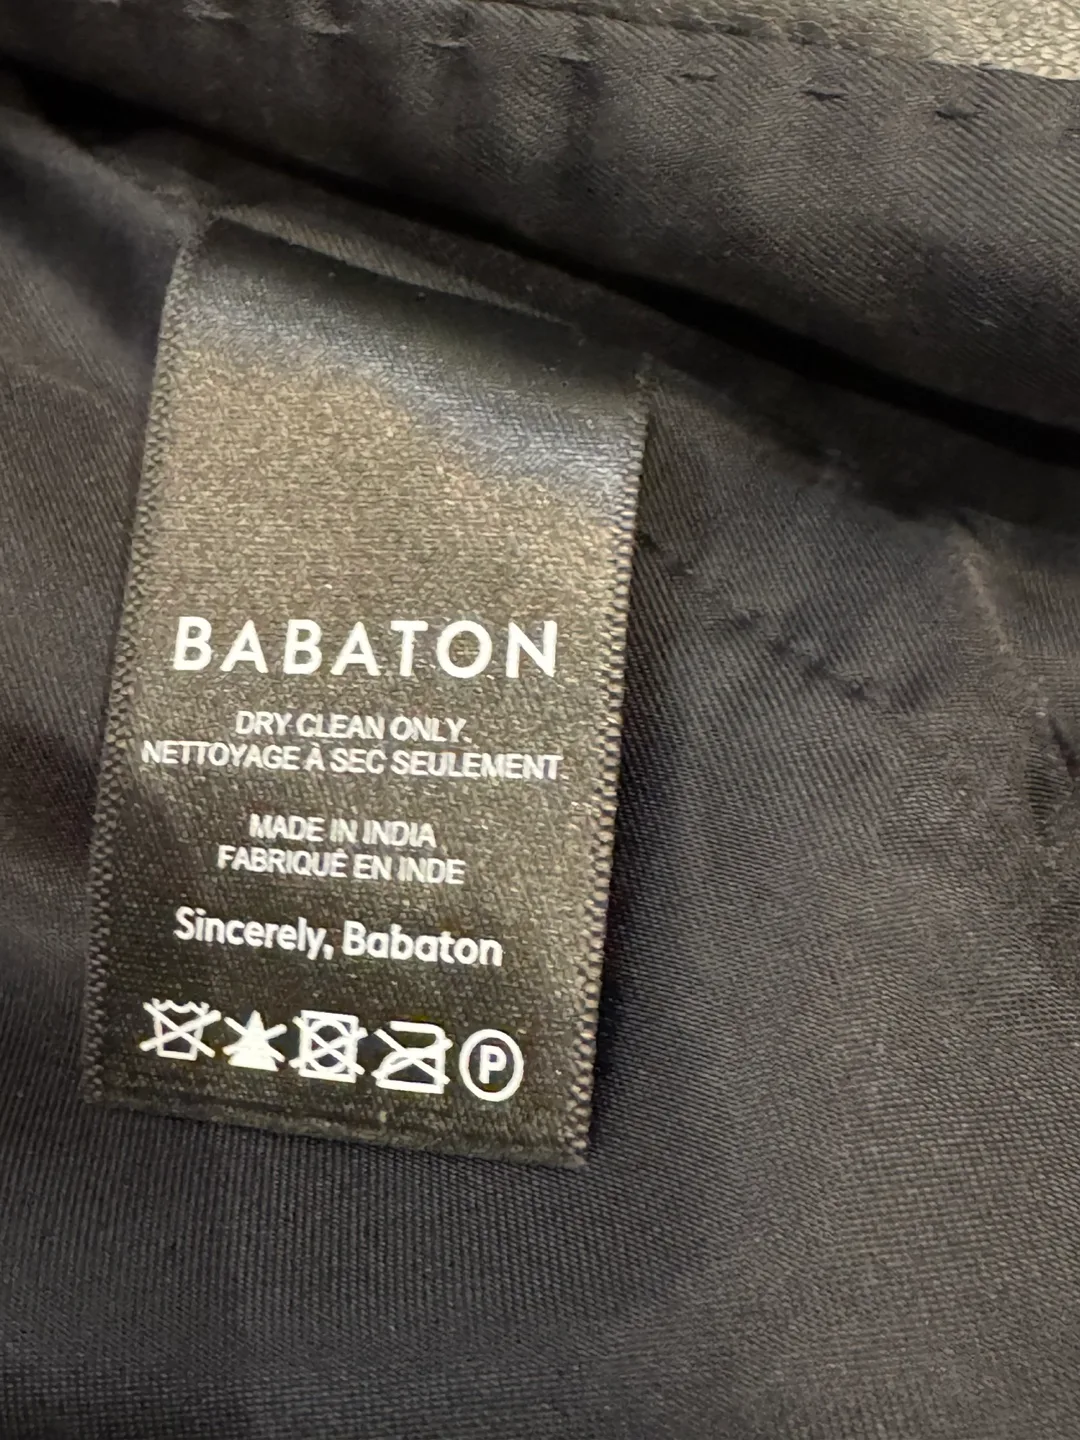 BABATON
DRY CLEAN ONLY.
NETTOYAGE À SEC SEULEMENT.
MADE IN INDIA
FABRIQUÉ EN INDE
Sincerely, Babaton
P